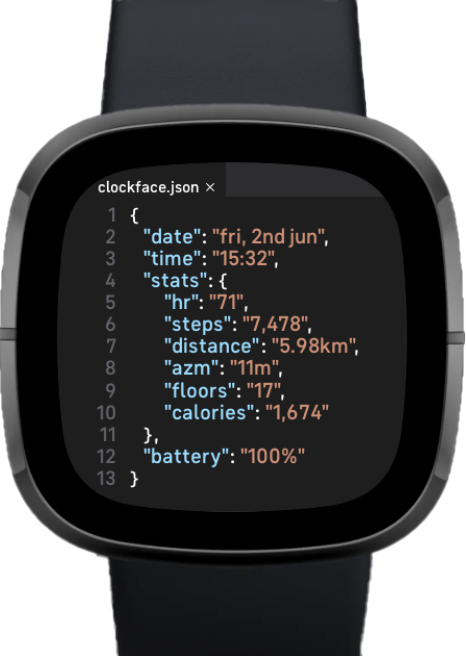 clockface.json ×
1 {
2 "date": "fri, 2nd jun",
3 "time": "15:32",
4 "stats": {
5 "hr": "71",
6 "steps": "7,478",
7 "distance": "5.98km",
8 "azm": "11m",
9 "floors": "17",
10 "calories": "1,674"
11 },
12 "battery": "100%"
13 }